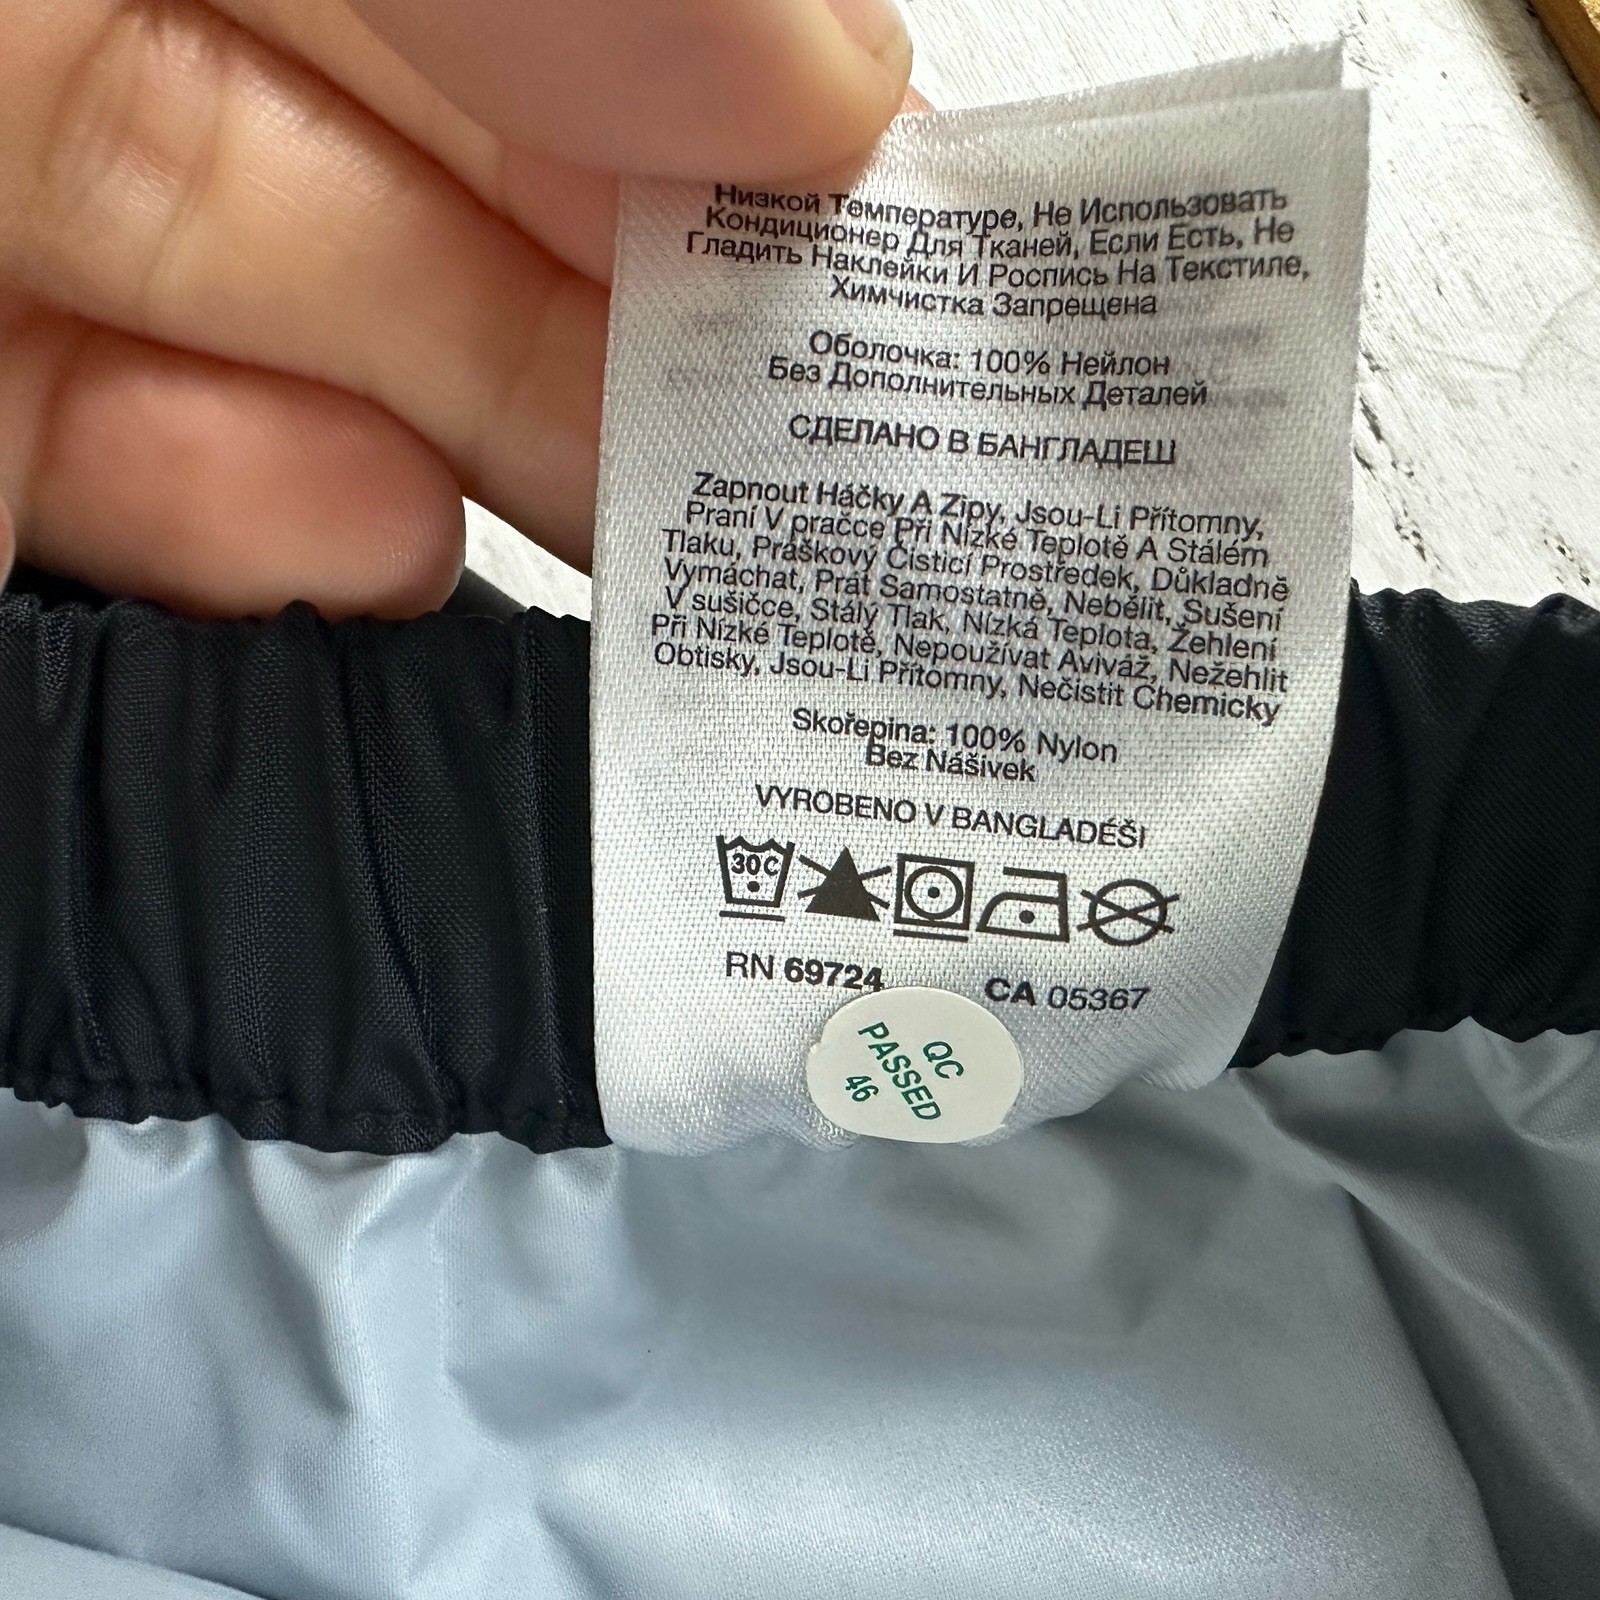 Низкой Температуре, Не Использовать
Кондиционер Для Тканей, Если Есть, Не
Гладить Наклейки И Роспись На Текстиле,
Химчистка Запрещена
Оболочка: 100% Нейлон
Без Дополнительных Деталей
СДЕЛАНО В БАНГЛАДЕШ
Zapnout Háčky A Zipy, Jsou-Li Přítomny,
Praní V pračce Při Nízké Teplotě A Stálém
Tlaku, Práškový Čisticí Prostředek, Důkladně
Vymáchat, Prát Samostatně, Nebělit, Sušení
V sušičce, Stálý Tlak, Nízká Teplota, Žehlení
Při Nízké Teplotě, Nepoužívat Aviváž, Nežehlit
Obtisky, Jsou-Li Přítomny, Nečistit Chemicky
Skořepina: 100% Nylon
Bez Nášivek
VYROBENO V BANGLADÉŠI
30C
RN 69724 CA 05367
QC
PASSED
46